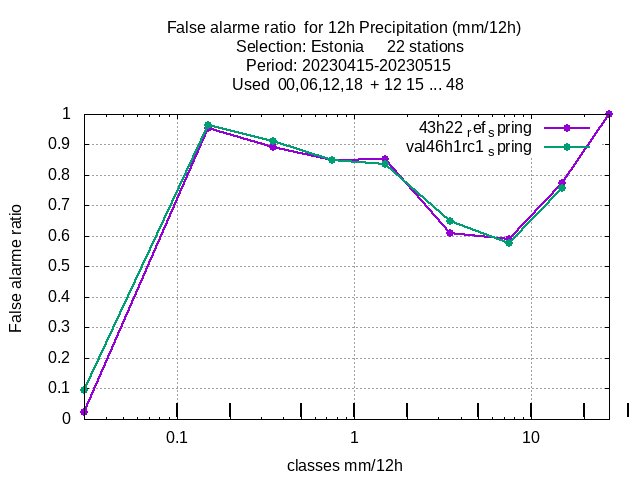 False alarme ratio  for 12h Precipitation (mm/12h)
Selection: Estonia     22 stations
Period: 20230415-20230515
Used  00,06,12,18  + 12 15 ... 48
43h22 ref spring
val46h1rc1 spring
1
0.9
0.8
0.7
0.6
0.5
0.4
0.3
0.2
0.1
0
False alarme ratio
0.1 1 10
classes mm/12h